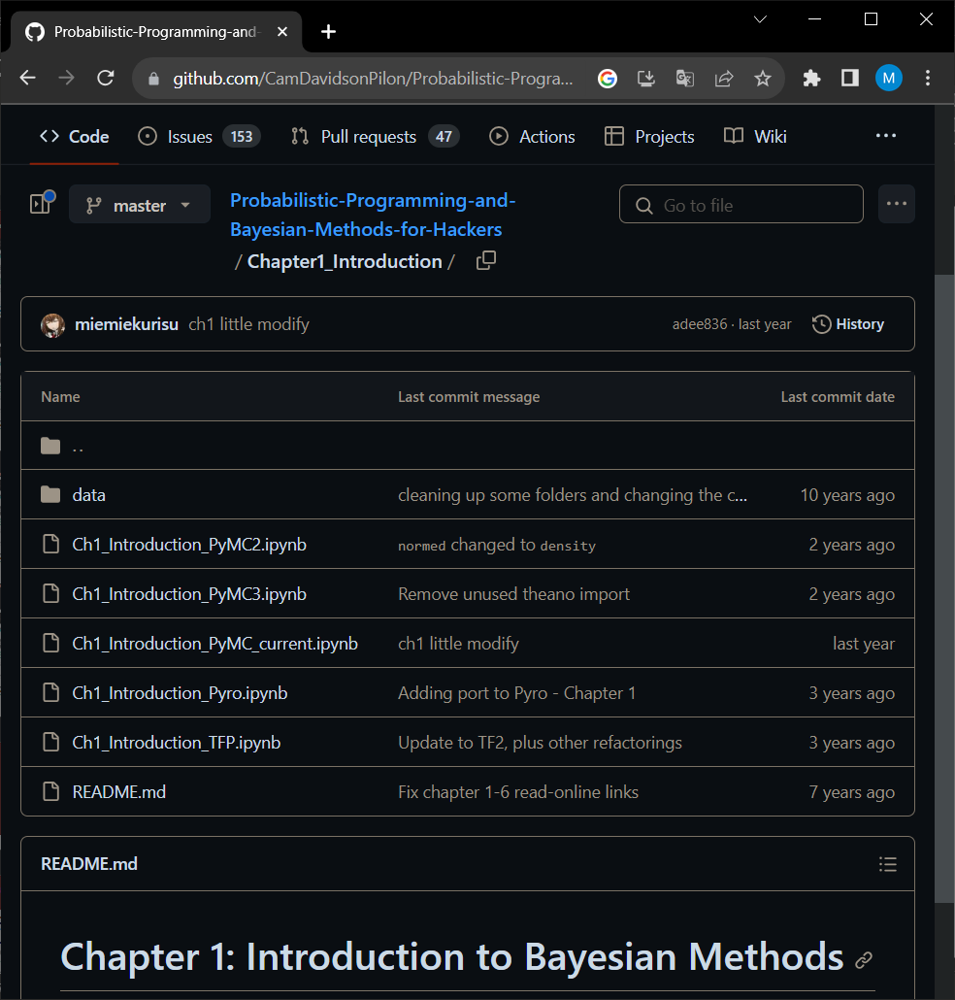 Probabilistic-Programming-and-
github.com/CamDavidsonPilon/Probabilistic-Progra...
M
Code Issues 153 Pull requests 47 Actions Projects Wiki
master
Probabilistic-Programming-and-
Bayesian-Methods-for-Hackers
/ Chapter1_Introduction /
Go to file
miemiekurisu ch1 little modify adee836 · last year History
Name Last commit message Last commit date
..
data cleaning up some folders and changing the c... 10 years ago
Ch1_Introduction_PyMC2.ipynb normed changed to density 2 years ago
Ch1_Introduction_PyMC3.ipynb Remove unused theano import 2 years ago
Ch1_Introduction_PyMC_current.ipynb ch1 little modify last year
Ch1_Introduction_Pyro.ipynb Adding port to Pyro - Chapter 1 3 years ago
Ch1_Introduction_TFP.ipynb Update to TF2, plus other refactorings 3 years ago
README.md Fix chapter 1-6 read-online links 7 years ago
README.md
Chapter 1: Introduction to Bayesian Methods